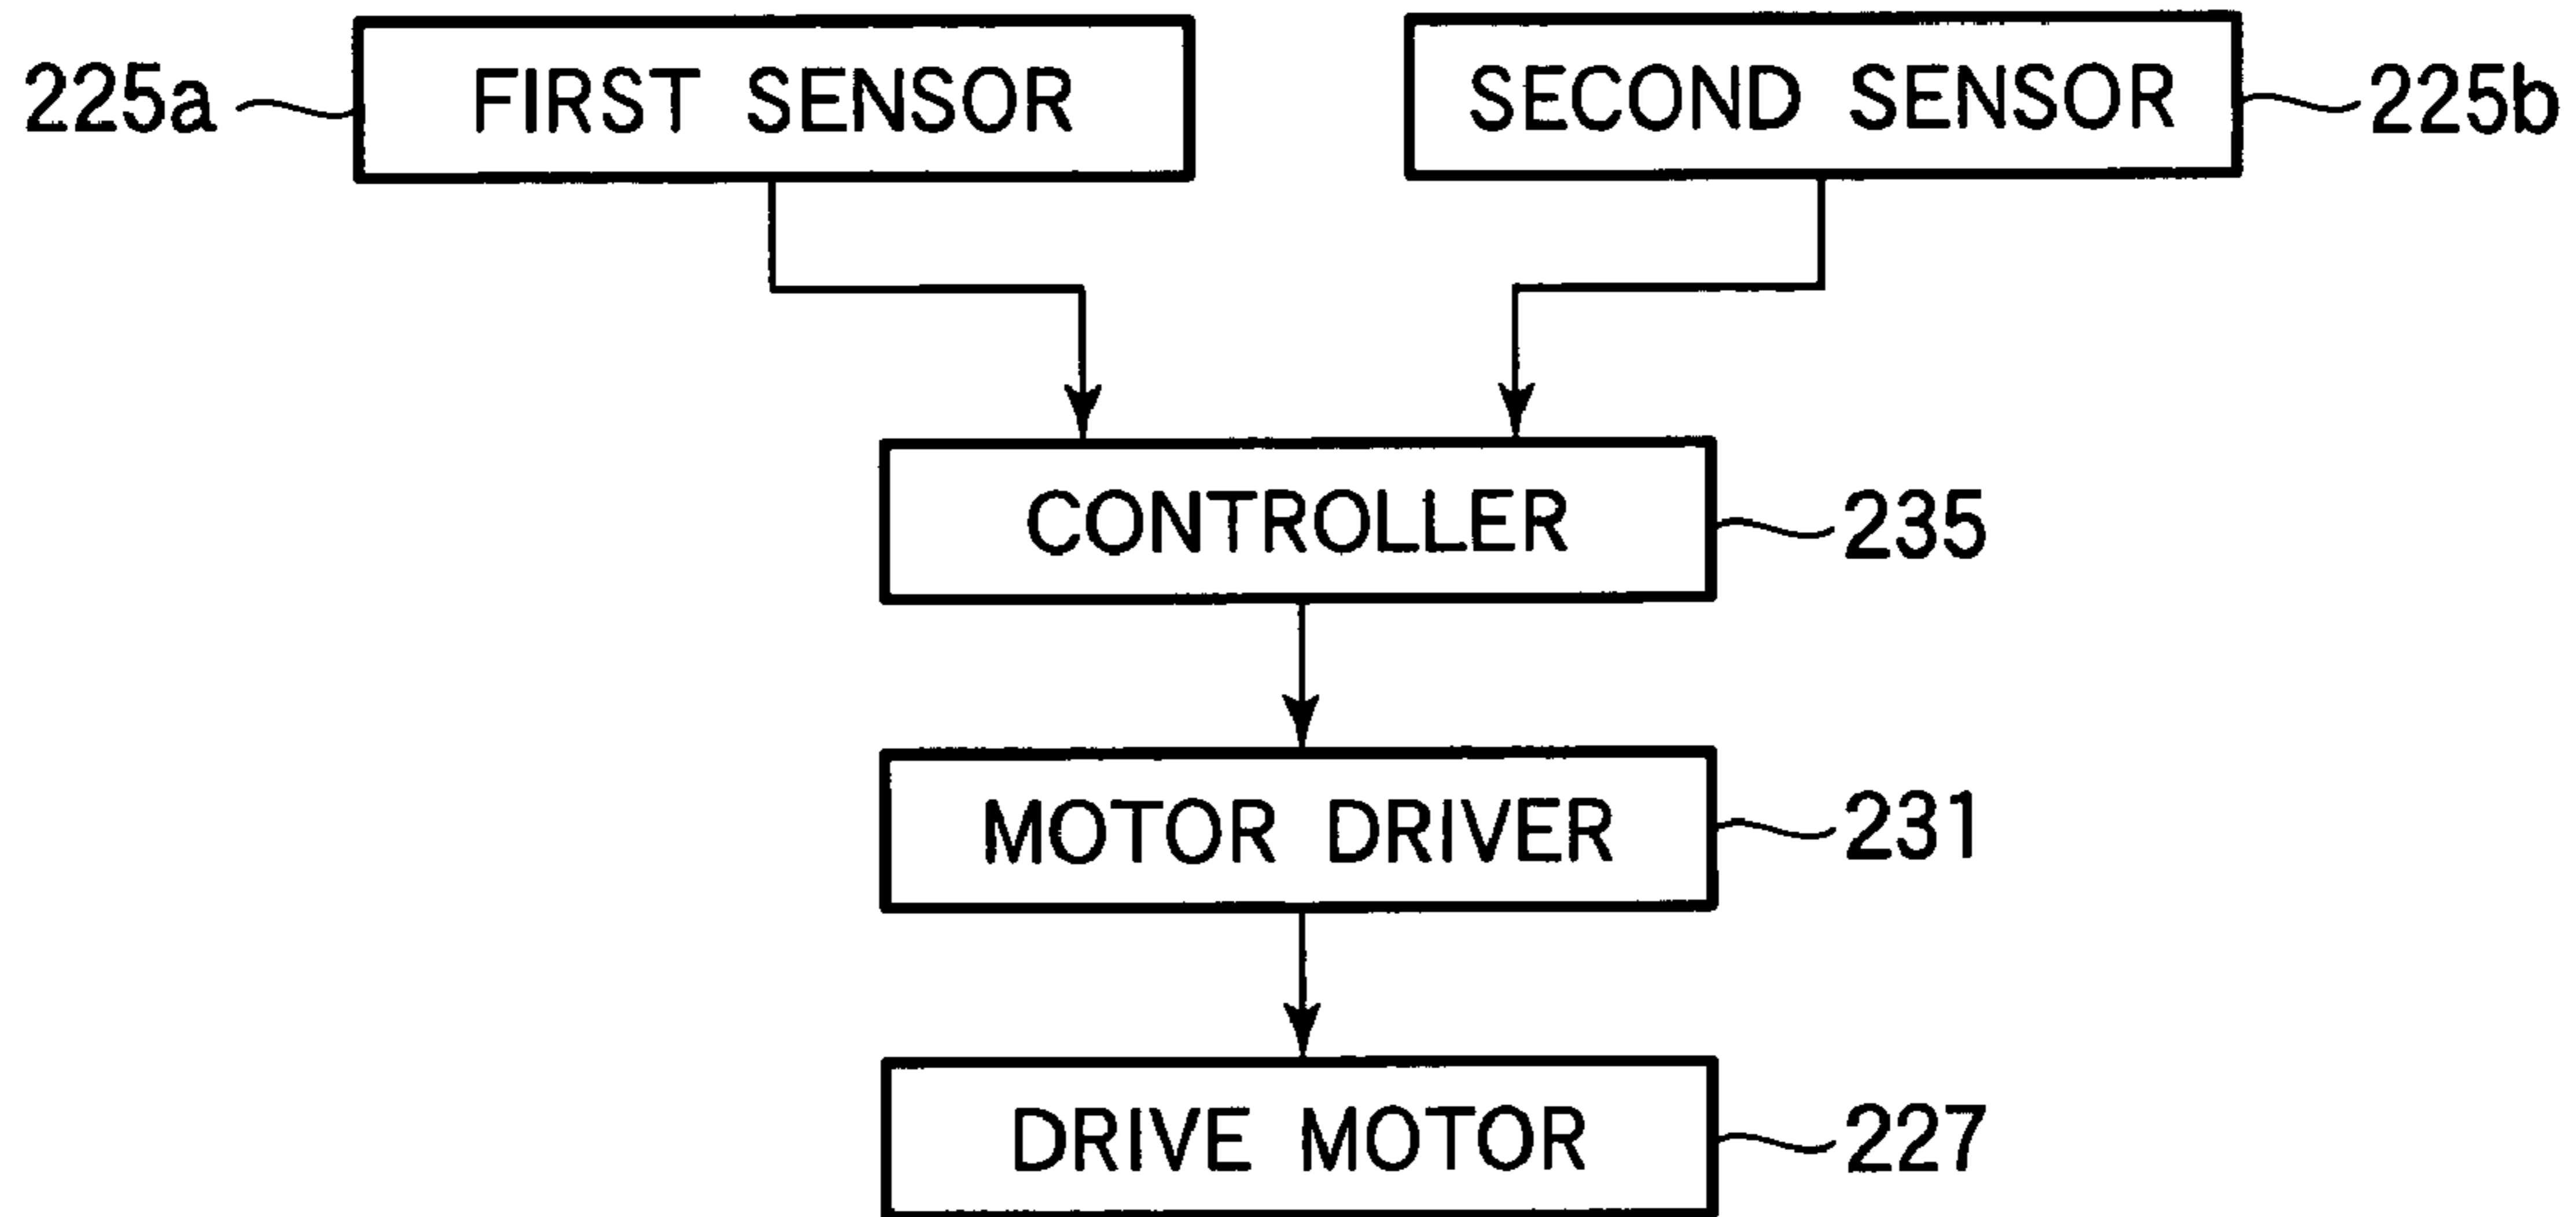 225a FIRST SENSOR SECOND SENSOR 225b
CONTROLLER 235
MOTOR DRIVER 231
DRIVE MOTOR 227